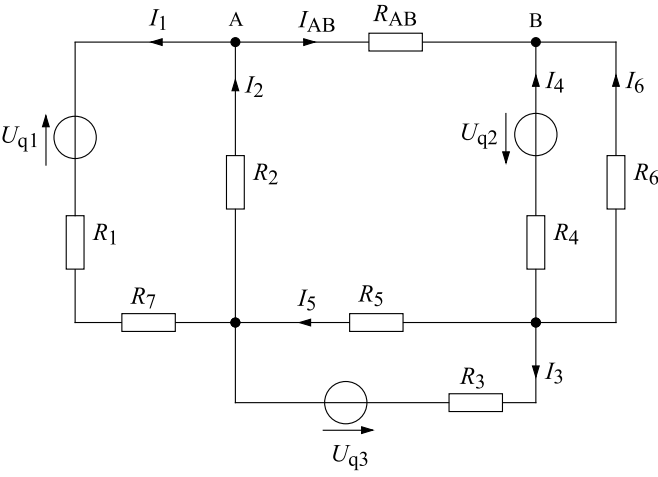 I1 A IAB RAB B
I2 I4 I6
Uq1 Uq2
R2 R6
R1 R4
R7 I5 R5
R3 I3
Uq3